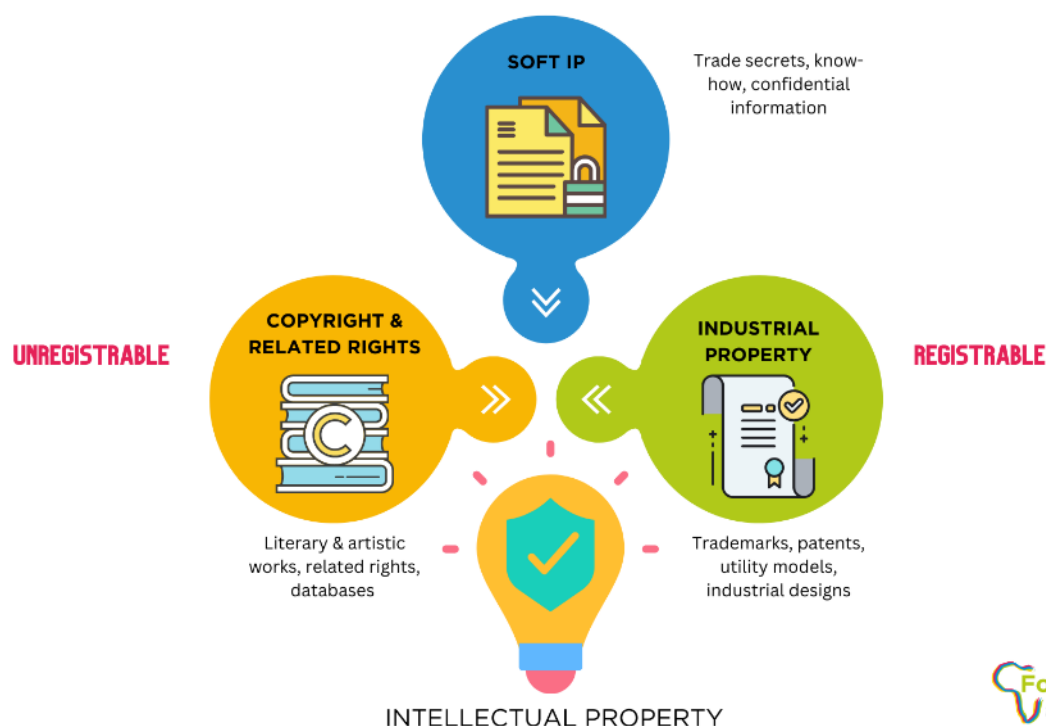 SOFT IP
Trade secrets, know-
how, confidential
information
UNREGISTRABLE
COPYRIGHT &
RELATED RIGHTS
C
INDUSTRIAL
PROPERTY
REGISTRABLE
Literary & artistic
works, related rights,
databases
Trademarks, patents,
utility models,
industrial designs
INTELLECTUAL PROPERTY